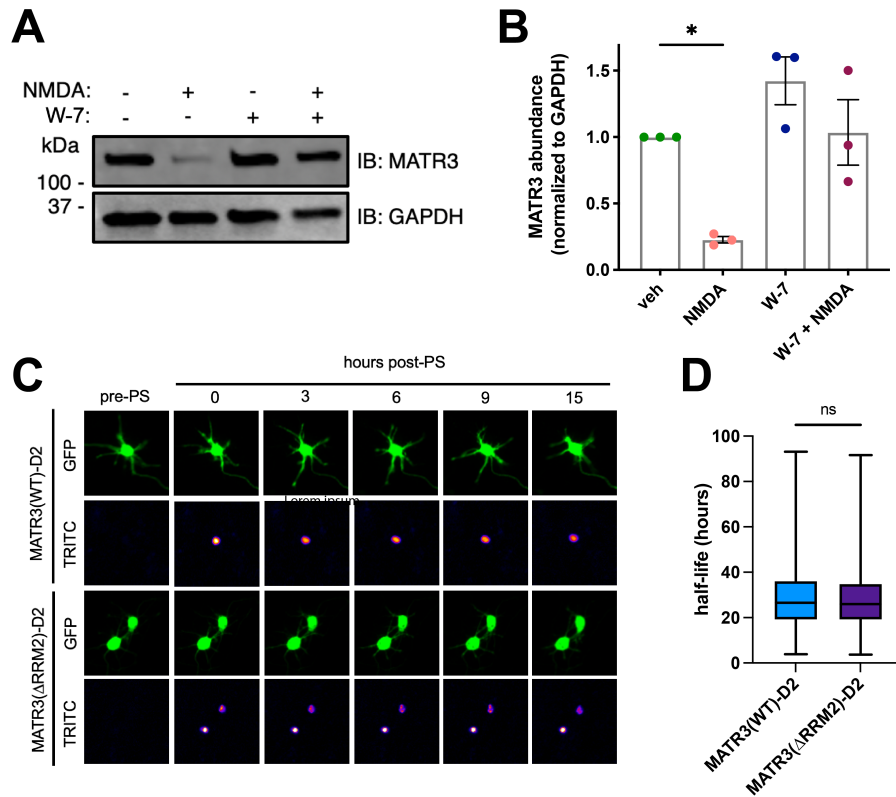 A
NMDA: - + - +
W-7: - - + +
kDa
100 -
37 -
IB: MATR3
IB: GAPDH
B
*
MATR3 abundance
(normalized to GAPDH)
1.5
1.0
0.5
0.0
veh
NMDA
W-7
W-7 + NMDA
C
hours post-PS
pre-PS 0 3 6 9 15
MATR3(WT)-D2
GFP
Lorem ipsum
TRITC
MATR3(ΔRRM2)-D2
GFP
TRITC
D
ns
half-life (hours)
100
80
60
40
20
0
MATR3(WT)-D2
MATR3(ΔRRM2)-D2